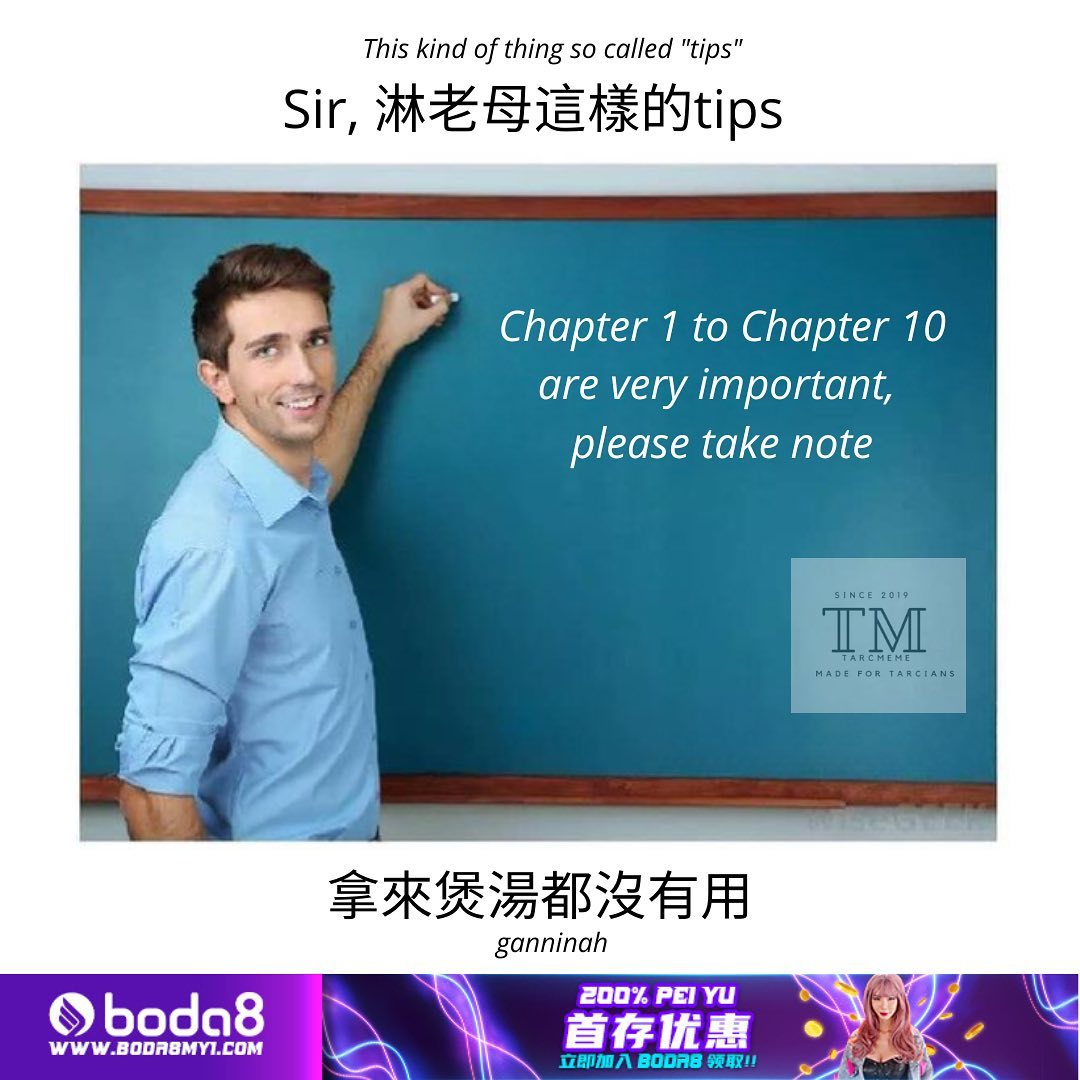 This kind of thing so called "tips"
Sir, 淋老母這樣的tips
Chapter 1 to Chapter 10
are very important,
please take note
SINCE 2019
TM
TARCMEME
MADE FOR TARCIANS
拿來煲湯都沒有用
ganninah
boda8
WWW.BODA8MY1.COM
200% PEI YU
首存优惠
立即加入 BODA8 领取!!